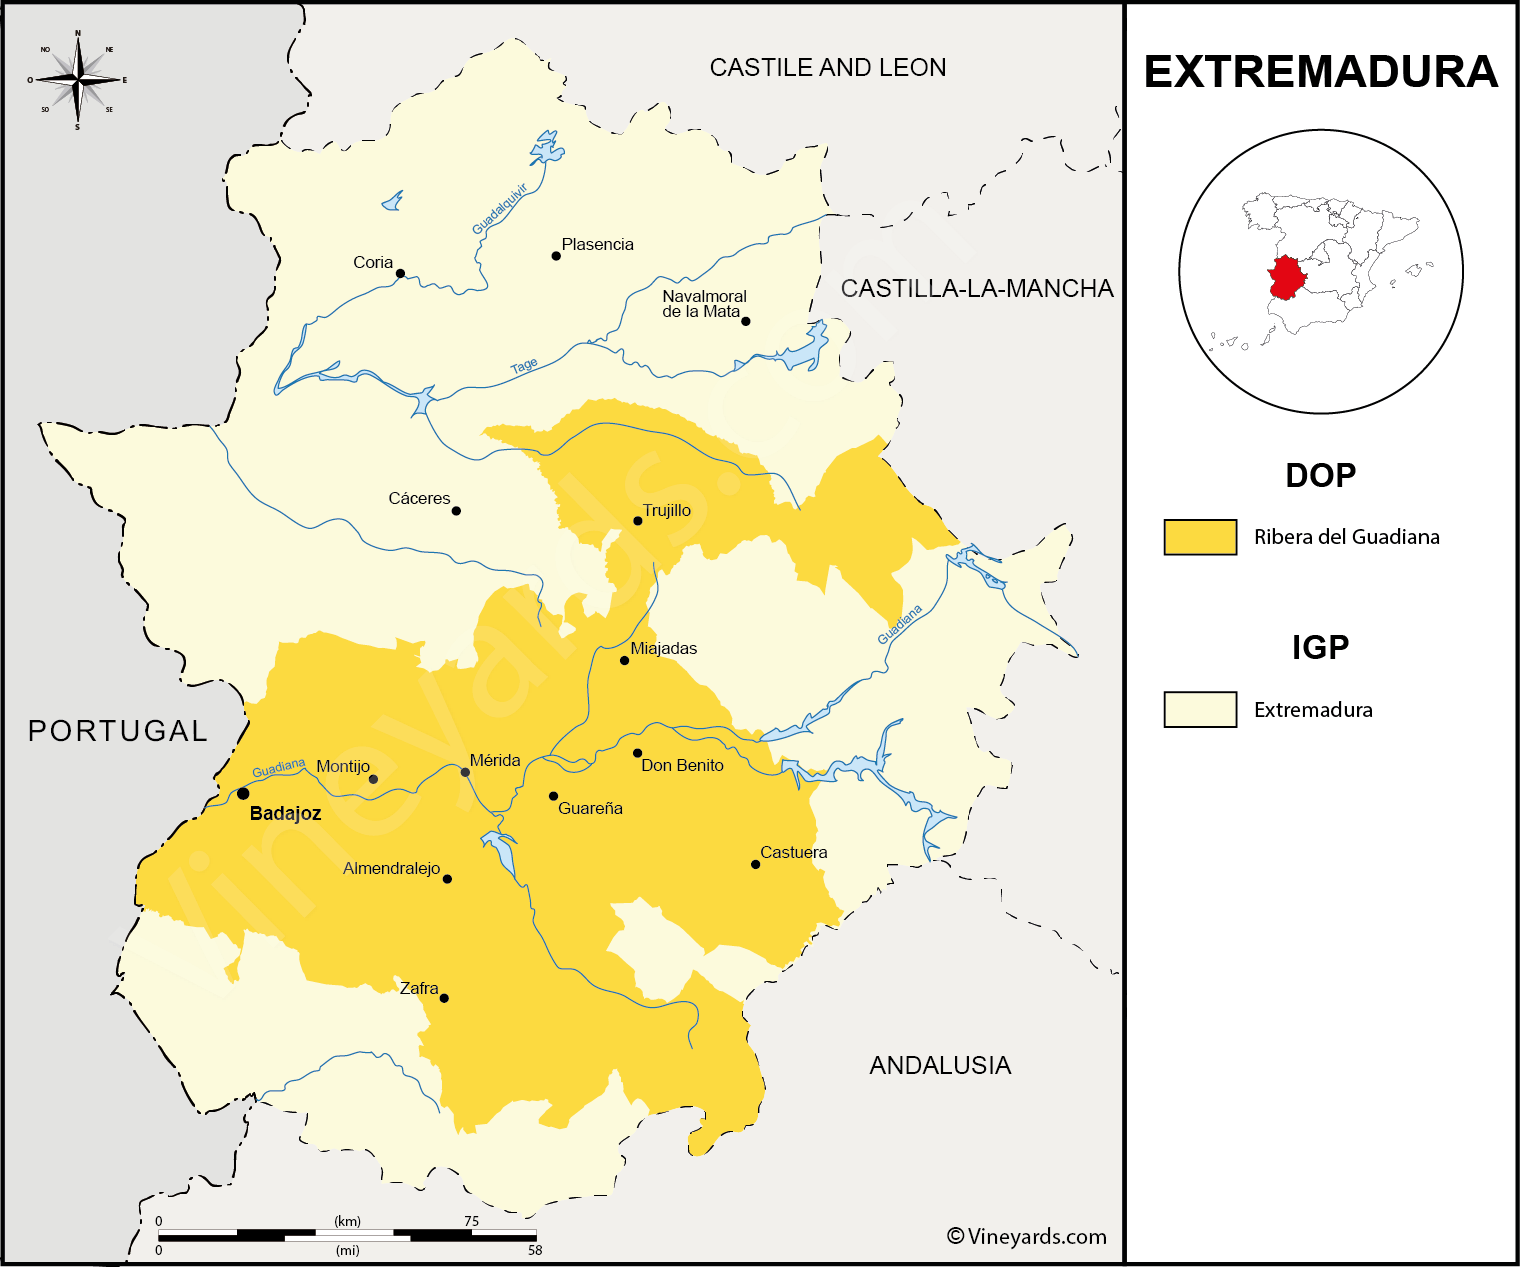 N
NO
NE
O
E
SO
SE
S
CASTILE AND LEON
EXTREMADURA
Guadalquivir
Plasencia
Coria
Navalmoral
de la Mata
CASTILLA-LA-MANCHA
Tage
DOP
Cáceres
Trujillo
Ribera del Guadiana
Guadiana
Miajadas
IGP
Extremadura
PORTUGAL
Guadiana
Montijo
Mérida
Don Benito
Badajoz
Guareña
Castuera
Almendralejo
Zafra
ANDALUSIA
0 (km) 75
0 (mi) 58
© Vineyards.com
Vineyards.com